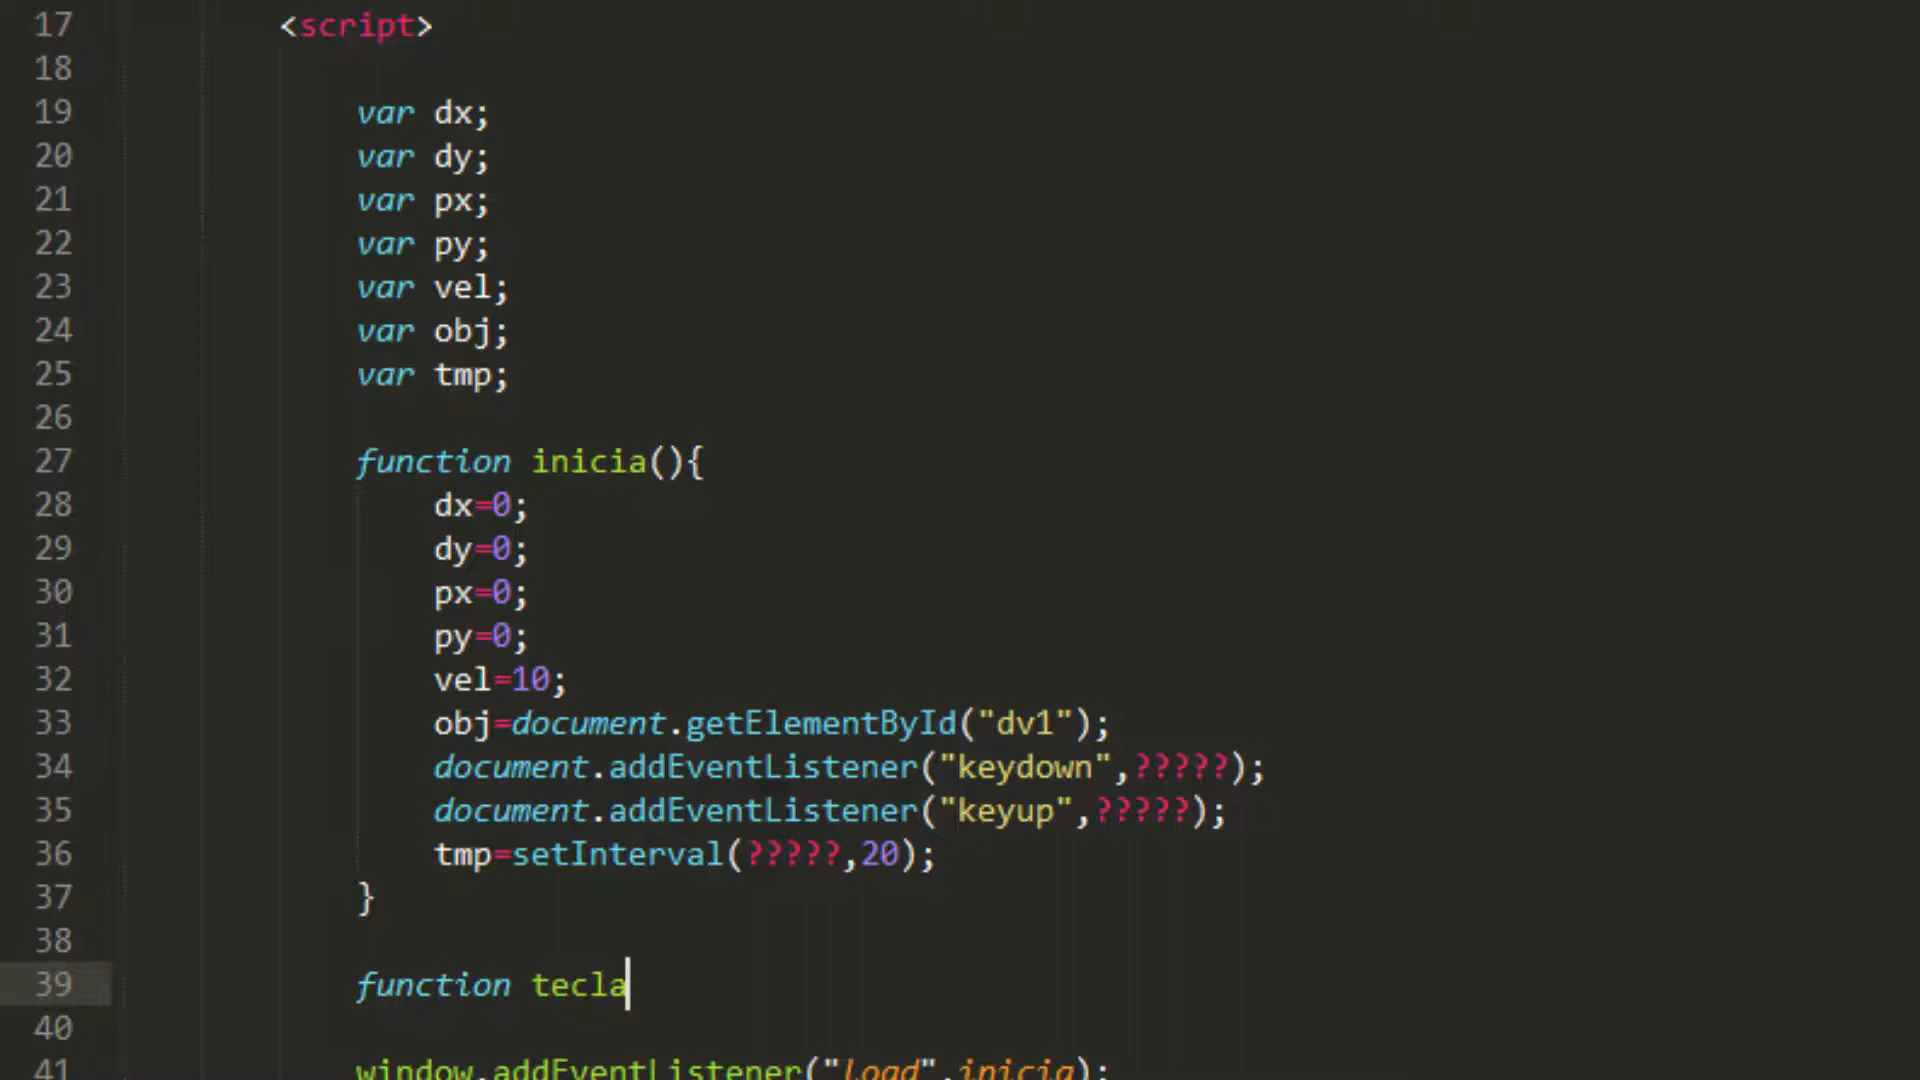 17 <script>
18
19 var dx;
20 var dy;
21 var px;
22 var py;
23 var vel;
24 var obj;
25 var tmp;
26
27 function inicia(){
28 dx=0;
29 dy=0;
30 px=0;
31 py=0;
32 vel=10;
33 obj=document.getElementById("dv1");
34 document.addEventListener("keydown",?????);
35 document.addEventListener("keyup",?????);
36 tmp=setInterval(?????,20);
37 }
38
39 function tecla
40
41 window.addEventListener("load",inicia);